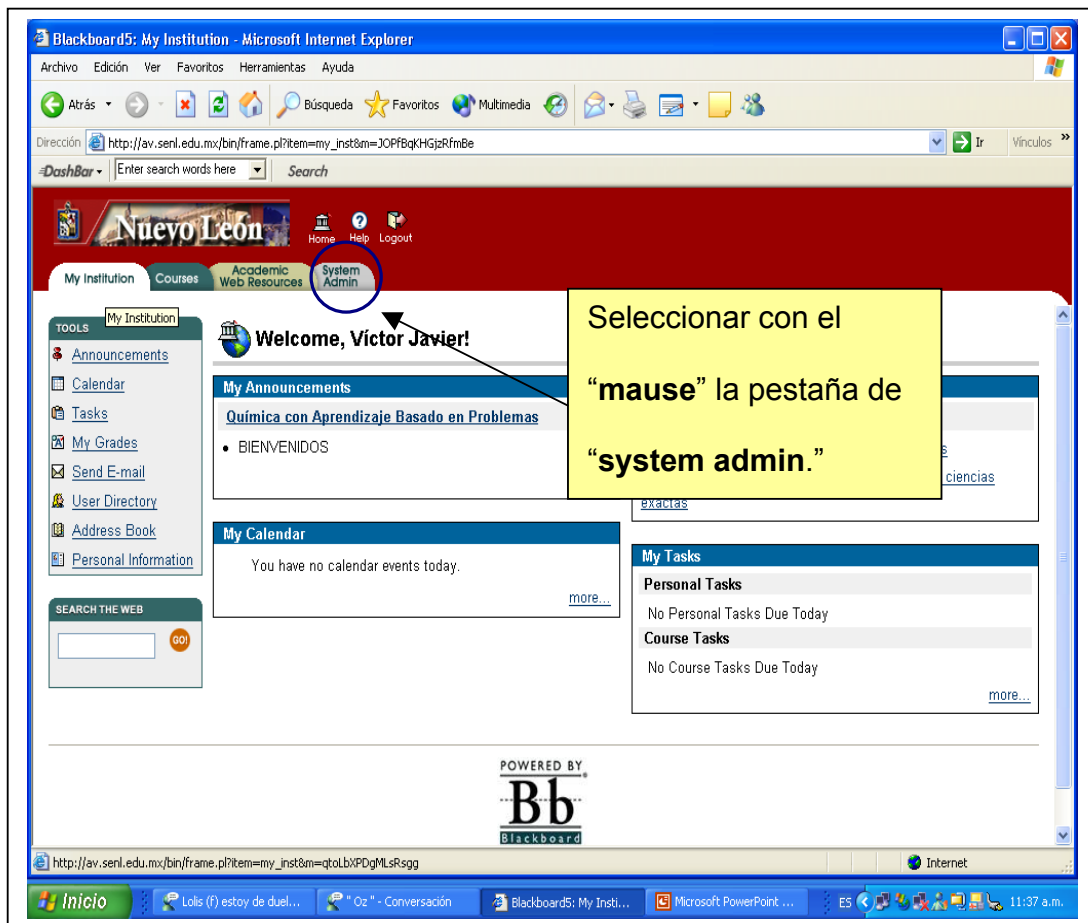 Blackboard5: My Institution - Microsoft Internet Explorer
Archivo Edición Ver Favoritos Herramientas Ayuda
Atrás Búsqueda Favoritos Multimedia
Dirección http://av.senl.edu.mx/bin/frame.pl?item=my_inst&m=JOPfBqKHGjzRfmBe Ir Vínculos »
DashBar Enter search words here Search
Nuevo León
Home Help Logout
My Institution Courses Academic Web Resources System Admin
My Institution
TOOLS
Announcements
Calendar
Tasks
My Grades
Send E-mail
User Directory
Address Book
Personal Information
SEARCH THE WEB
GO!
Welcome, Víctor Javier!
My Announcements
Química con Aprendizaje Basado en Problemas
• BIENVENIDOS
My Calendar
You have no calendar events today.
more...
Seleccionar con el
“mause” la pestaña de
“system admin.”
s
ciencias
exactas
My Tasks
Personal Tasks
No Personal Tasks Due Today
Course Tasks
No Course Tasks Due Today
more...
POWERED BY
Bb
Blackboard
http://av.senl.edu.mx/bin/frame.pl?item=my_inst&m=qtoLbXPDgMLsRsgg Internet
Inicio Lolis (f) estoy de duel... " Oz " - Conversación Blackboard5: My Insti... Microsoft PowerPoint ... ES 11:37 a.m.